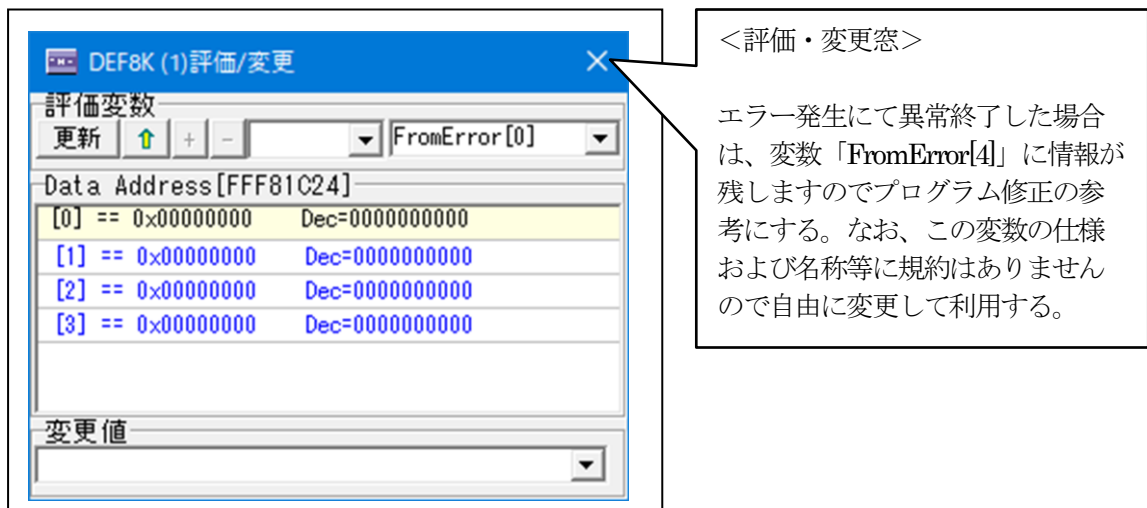 DEF8K (1)評価/変更
評価変数
更新 + - FromError[0]
Data Address[FFF81C24]
[0] == 0x00000000 Dec=0000000000
[1] == 0x00000000 Dec=0000000000
[2] == 0x00000000 Dec=0000000000
[3] == 0x00000000 Dec=0000000000
変更値
＜評価・変更窓＞
エラー発生にて異常終了した場合
は、変数「FromError[4]」に情報が
残しますのでプログラム修正の参
考にする。なお、この変数の仕様
および名称等に規約はありません
ので自由に変更して利用する。